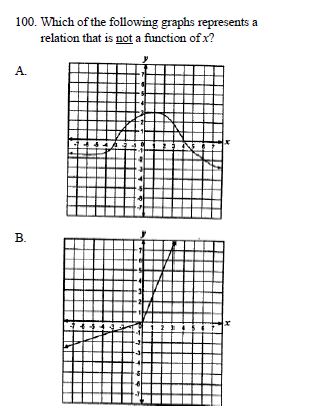 100. Which of the following graphs represents a
relation that is not a function of x?
A.
y
x
B.
y
x